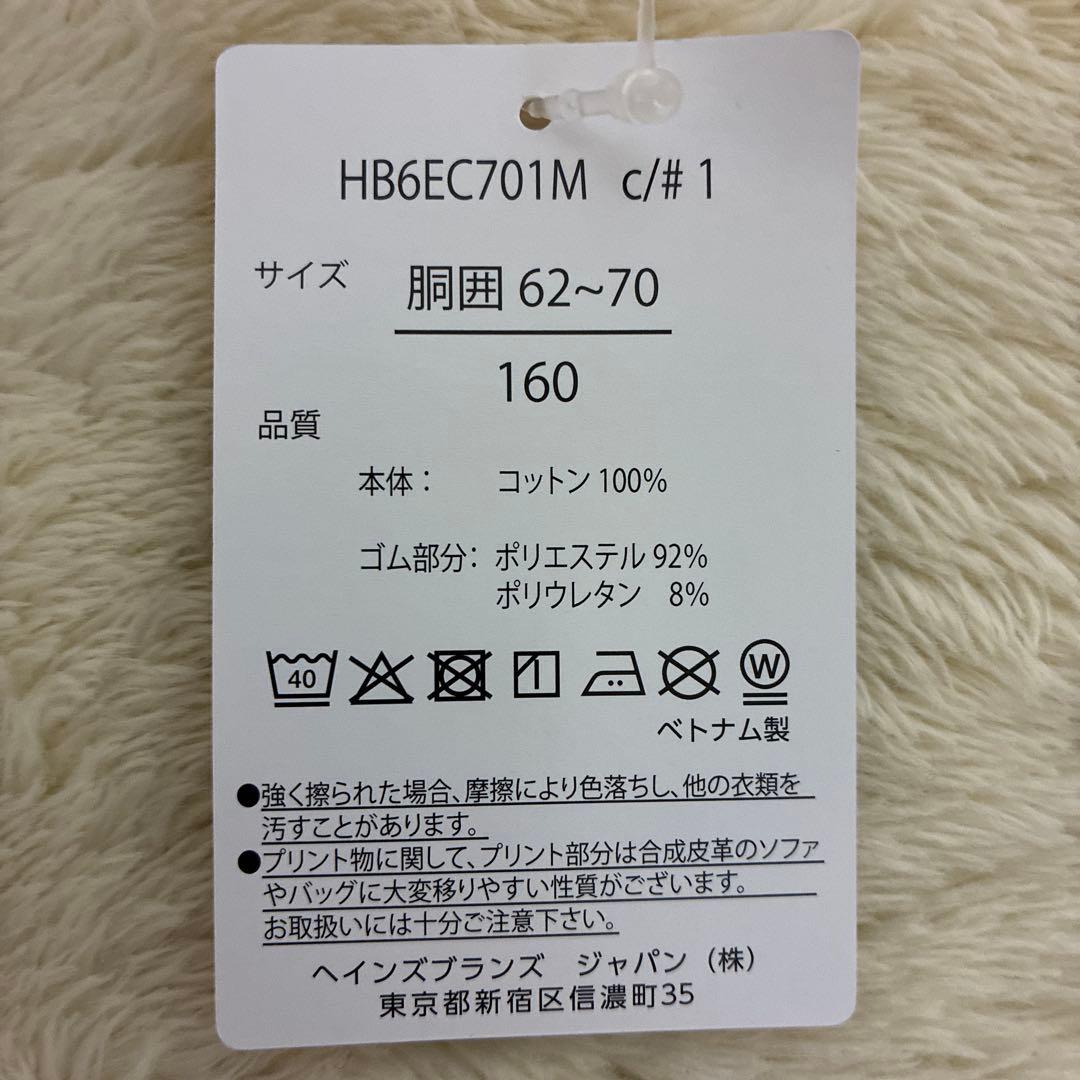 HB6EC701M c/# 1
サイズ 胴囲 62~70
160
品質
本体： コットン 100%
ゴム部分： ポリエステル 92%
ポリウレタン 8%
40 W
ベトナム製
●強く擦られた場合、摩擦により色落ちし、他の衣類を
汚すことがあります。
●プリント物に関して、プリント部分は合成皮革のソファ
やバッグに大変移りやすい性質がございます。
お取扱いには十分ご注意下さい。
ヘインズブランズ ジャパン（株）
東京都新宿区信濃町35